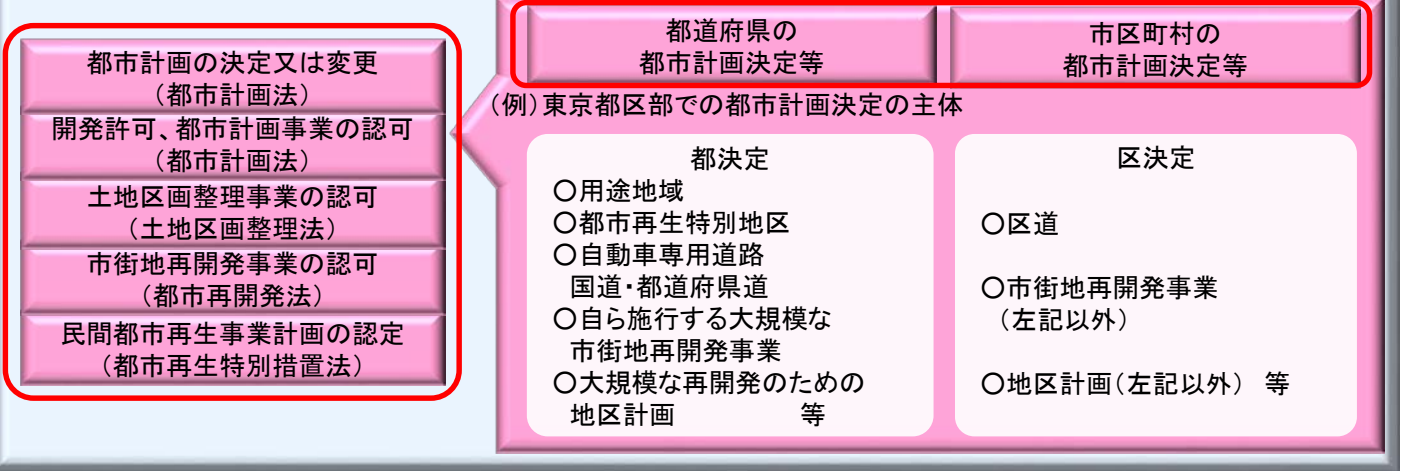 都市計画の決定又は変更
（都市計画法）
開発許可、都市計画事業の認可
（都市計画法）
土地区画整理事業の認可
（土地区画整理法）
市街地再開発事業の認可
（都市再開発法）
民間都市再生事業計画の認定
（都市再生特別措置法）
都道府県の
都市計画決定等
市区町村の
都市計画決定等
（例）東京都区部での都市計画決定の主体
都決定
○用途地域
○都市再生特別地区
○自動車専用道路
国道・都道府県道
○自ら施行する大規模な
市街地再開発事業
○大規模な再開発のための
地区計画　　　　　等
区決定
○区道
○市街地再開発事業
（左記以外）
○地区計画（左記以外）　等